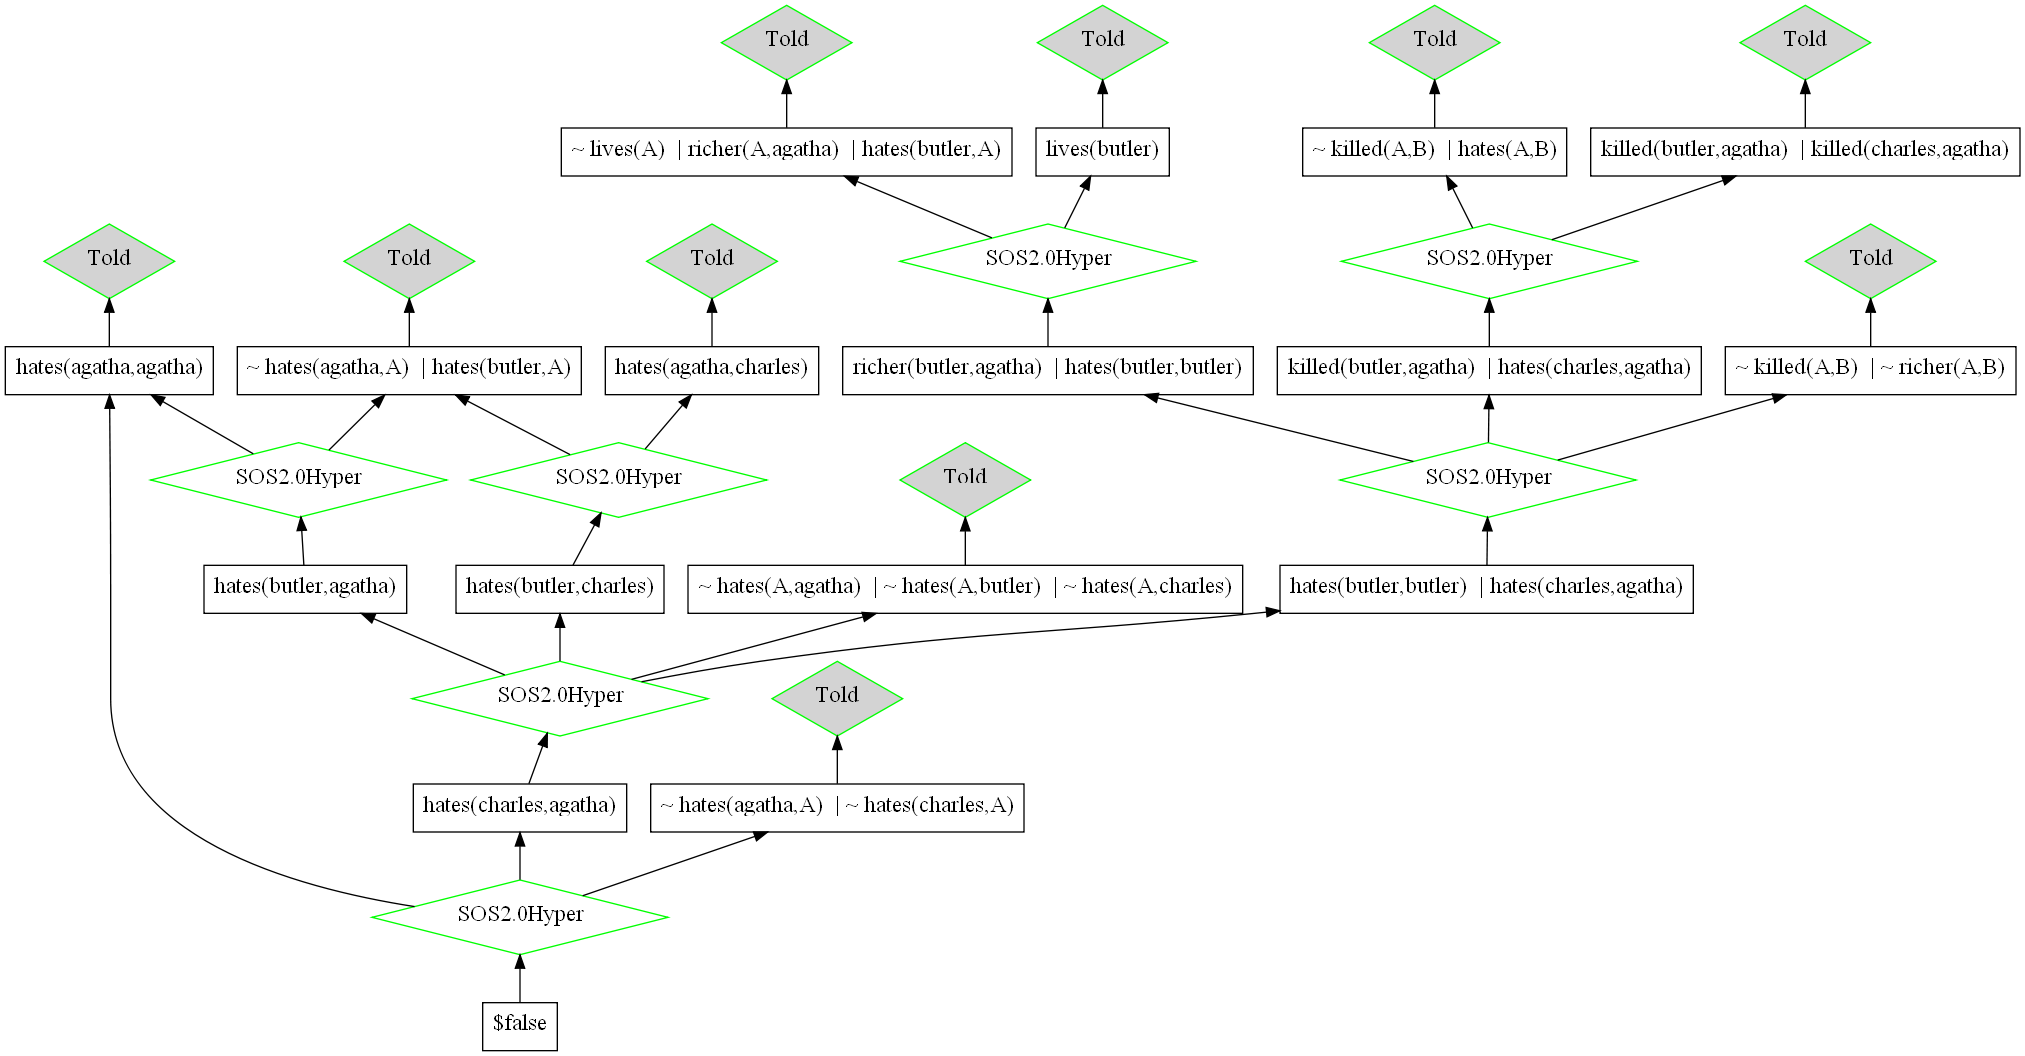 Told
Told
Told
Told
~ lives(A) | richer(A,agatha) | hates(butler,A)
lives(butler)
~ killed(A,B) | hates(A,B)
killed(butler,agatha) | killed(charles,agatha)
Told
Told
Told
SOS2.0Hyper
SOS2.0Hyper
Told
hates(agatha,agatha)
~ hates(agatha,A) | hates(butler,A)
hates(agatha,charles)
richer(butler,agatha) | hates(butler,butler)
killed(butler,agatha) | hates(charles,agatha)
~ killed(A,B) | ~ richer(A,B)
SOS2.0Hyper
SOS2.0Hyper
Told
SOS2.0Hyper
hates(butler,agatha)
hates(butler,charles)
~ hates(A,agatha) | ~ hates(A,butler) | ~ hates(A,charles)
hates(butler,butler) | hates(charles,agatha)
SOS2.0Hyper
Told
hates(charles,agatha)
~ hates(agatha,A) | ~ hates(charles,A)
SOS2.0Hyper
$false